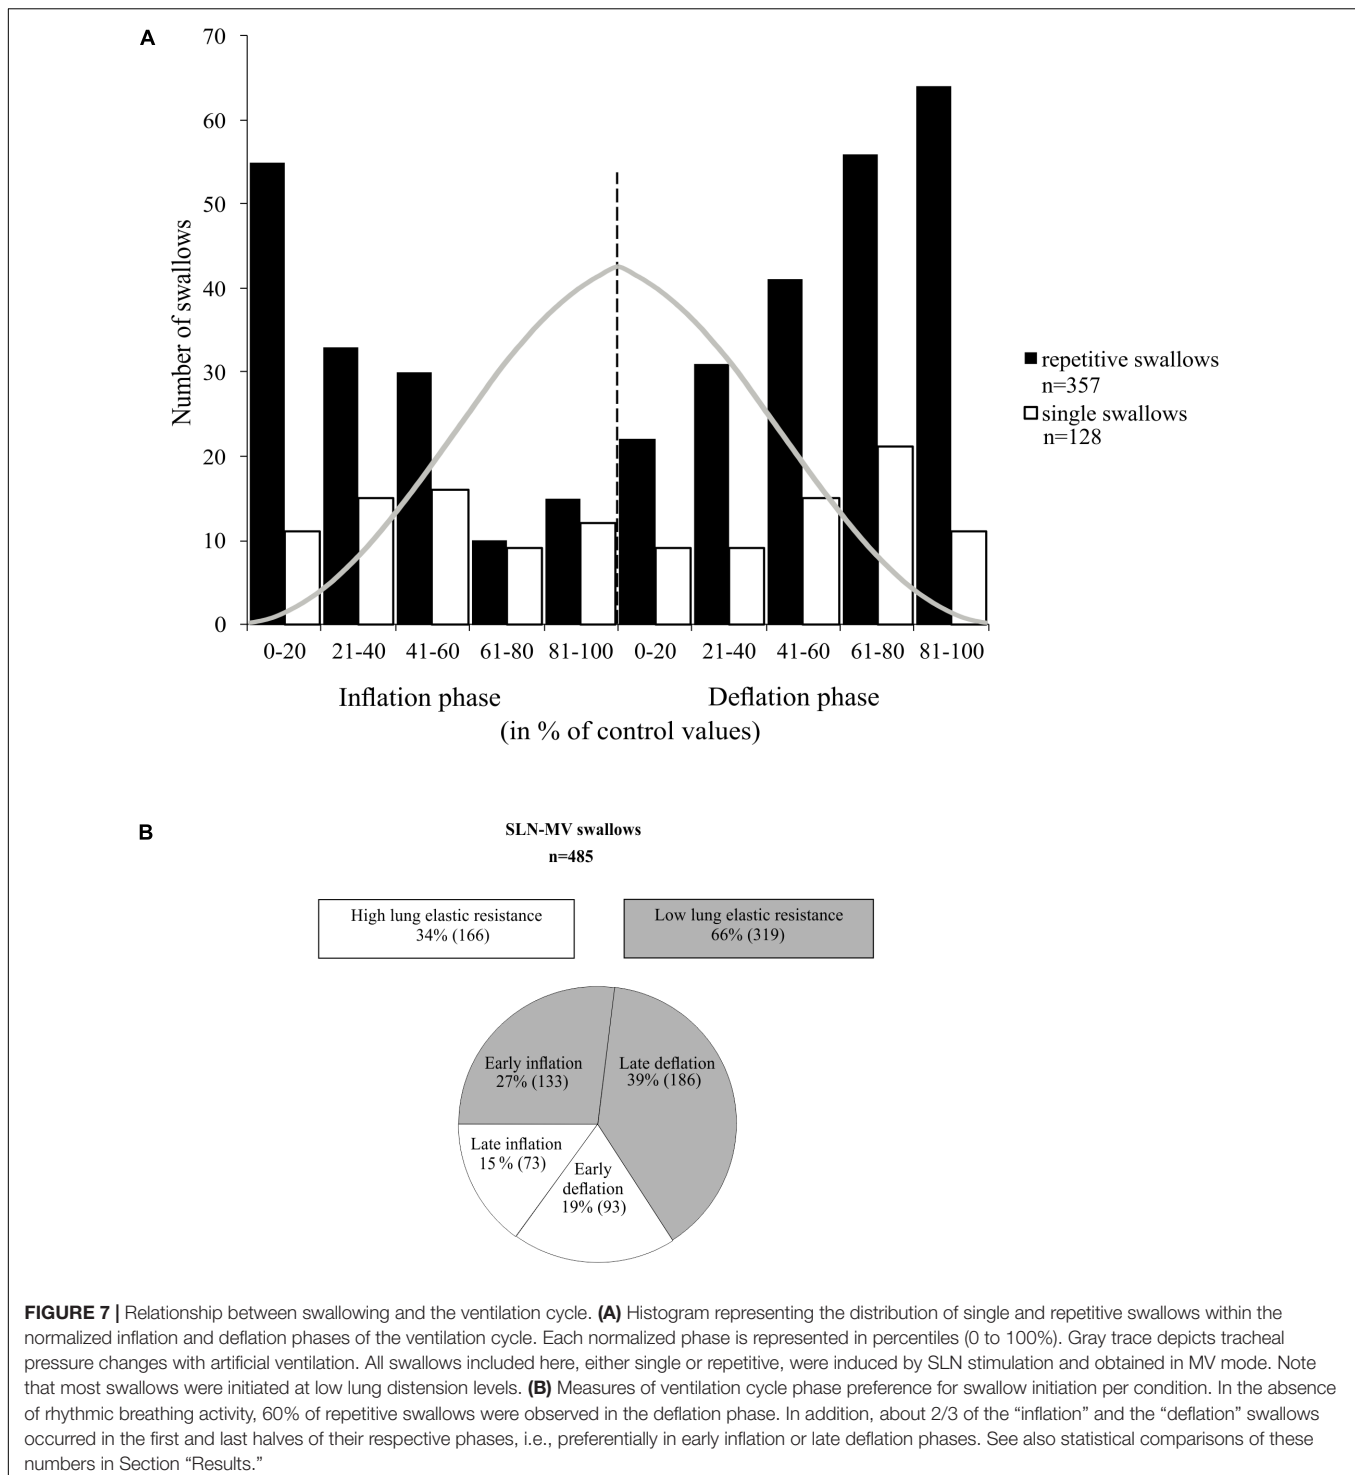 A
70
60
50
40
30
20
10
0
Number of swallows
0-20 21-40 41-60 61-80 81-100 0-20 21-40 41-60 61-80 81-100
Inflation phase Deflation phase
(in % of control values)
repetitive swallows
n=357
single swallows
n=128
B
SLN-MV swallows
n=485
High lung elastic resistance
34% (166)
Low lung elastic resistance
66% (319)
Early inflation
27% (133)
Late deflation
39% (186)
Late inflation
15 % (73)
Early
deflation
19% (93)
FIGURE 7 | Relationship between swallowing and the ventilation cycle. (A) Histogram representing the distribution of single and repetitive swallows within the
normalized inflation and deflation phases of the ventilation cycle. Each normalized phase is represented in percentiles (0 to 100%). Gray trace depicts tracheal
pressure changes with artificial ventilation. All swallows included here, either single or repetitive, were induced by SLN stimulation and obtained in MV mode. Note
that most swallows were initiated at low lung distension levels. (B) Measures of ventilation cycle phase preference for swallow initiation per condition. In the absence
of rhythmic breathing activity, 60% of repetitive swallows were observed in the deflation phase. In addition, about 2/3 of the “inflation” and the “deflation” swallows
occurred in the first and last halves of their respective phases, i.e., preferentially in early inflation or late deflation phases. See also statistical comparisons of these
numbers in Section “Results.”